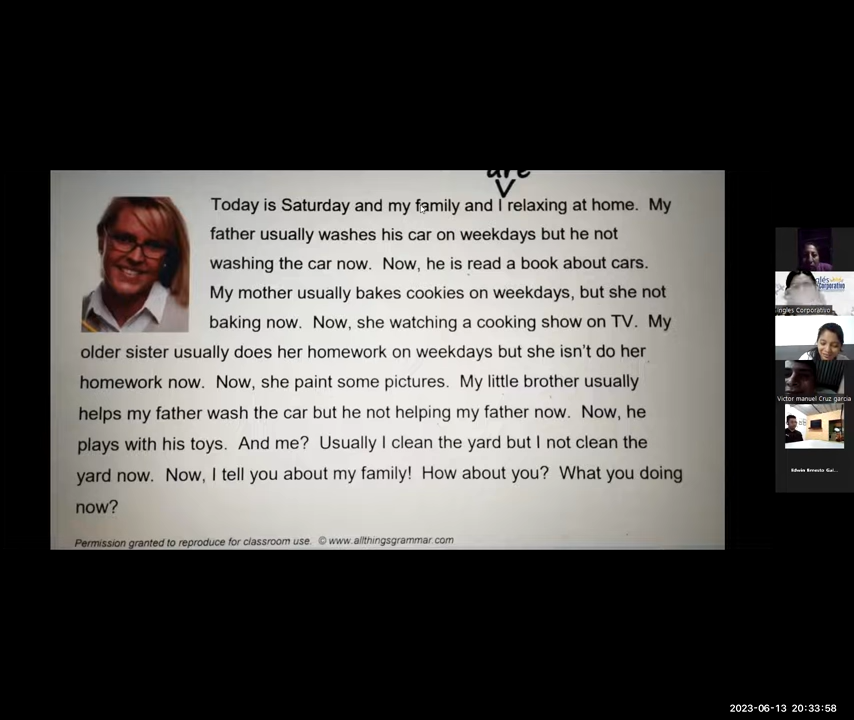 are
V
Today is Saturday and my family and I relaxing at home. My
father usually washes his car on weekdays but he not
washing the car now. Now, he is read a book about cars.
My mother usually bakes cookies on weekdays, but she not
baking now. Now, she watching a cooking show on TV. My
older sister usually does her homework on weekdays but she isn't do her
homework now. Now, she paint some pictures. My little brother usually
helps my father wash the car but he not helping my father now. Now, he
plays with his toys. And me? Usually I clean the yard but I not clean the
yard now. Now, I tell you about my family! How about you? What you doing
now?
Permission granted to reproduce for classroom use. © www.allthingsgrammar.com
Inglés
Corporativo
Ingles Corporativo
Victor manuel Cruz garcia
Edwin Ernesto Gui...
2023-06-13 20:33:58